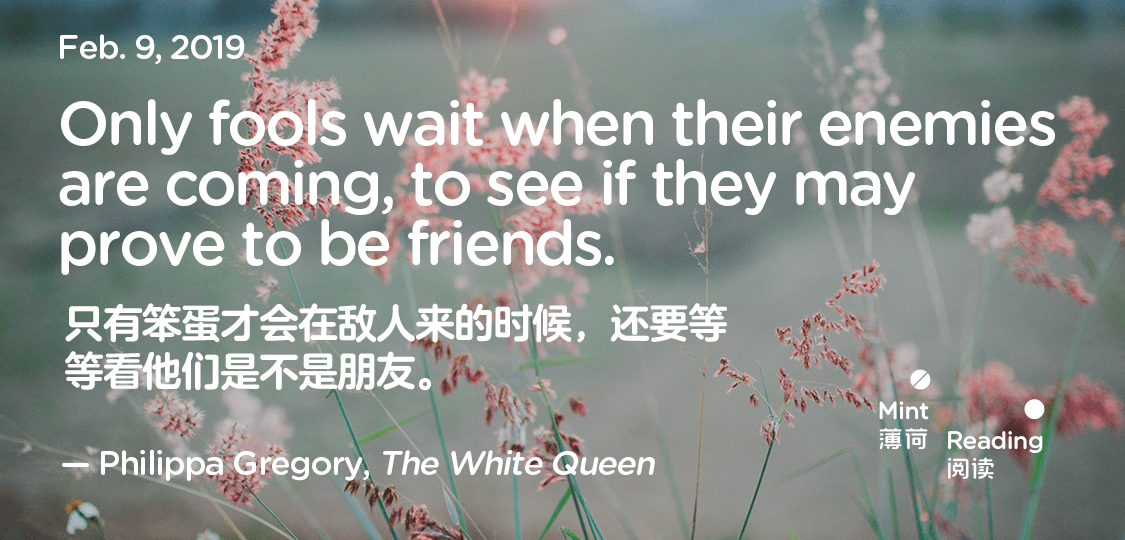 Feb. 9, 2019
Only fools wait when their enemies
are coming, to see if they may
prove to be friends.
只有笨蛋才会在敌人来的时候，还要等
等看他们是不是朋友。
— Philippa Gregory, The White Queen
Mint
薄荷
Reading
阅读